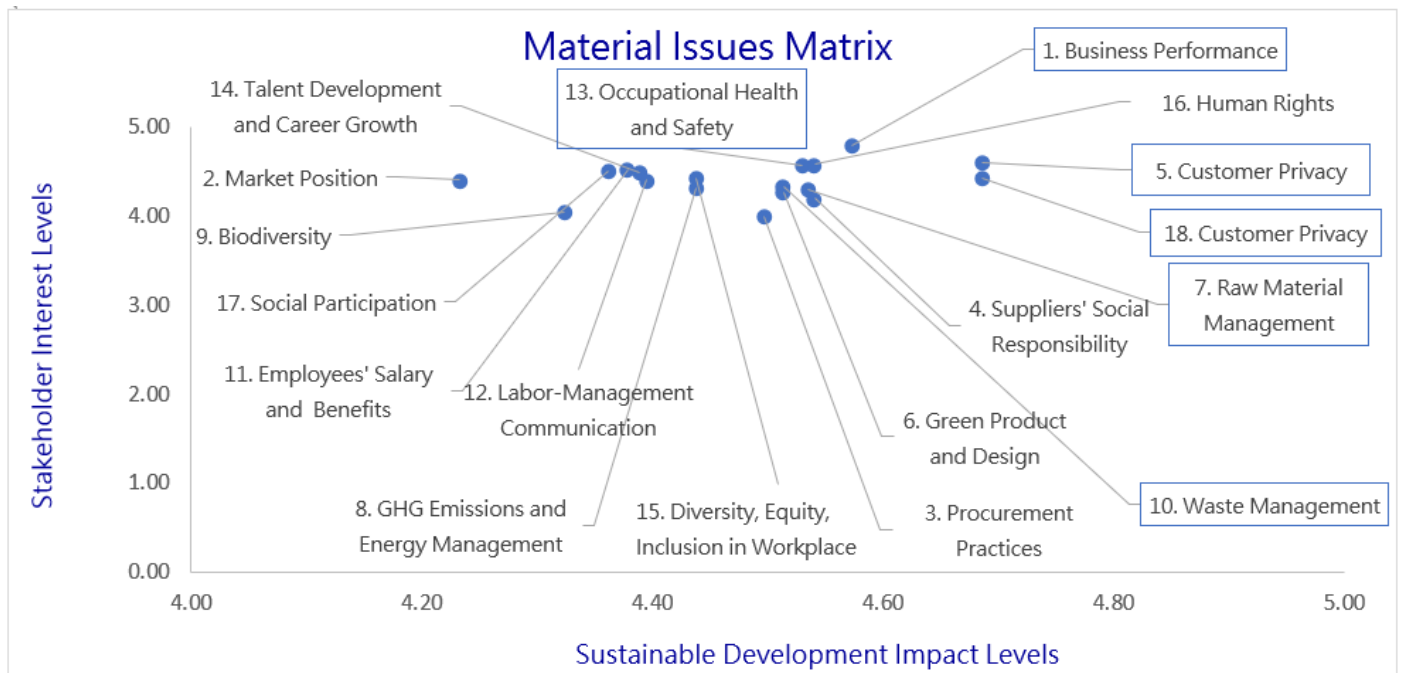 Material Issues Matrix
1. Business Performance
14. Talent Development
and Career Growth
13. Occupational Health
and Safety
16. Human Rights
2. Market Position
5. Customer Privacy
9. Biodiversity
18. Customer Privacy
17. Social Participation
4. Suppliers' Social
Responsibility
7. Raw Material
Management
11. Employees' Salary
and  Benefits
12. Labor-Management
Communication
6. Green Product
and Design
8. GHG Emissions and
Energy Management
15. Diversity, Equity,
Inclusion in Workplace
3. Procurement
Practices
10. Waste Management
Stakeholder Interest Levels
5.00
4.00
3.00
2.00
1.00
0.00
4.00 4.20 4.40 4.60 4.80 5.00
Sustainable Development Impact Levels